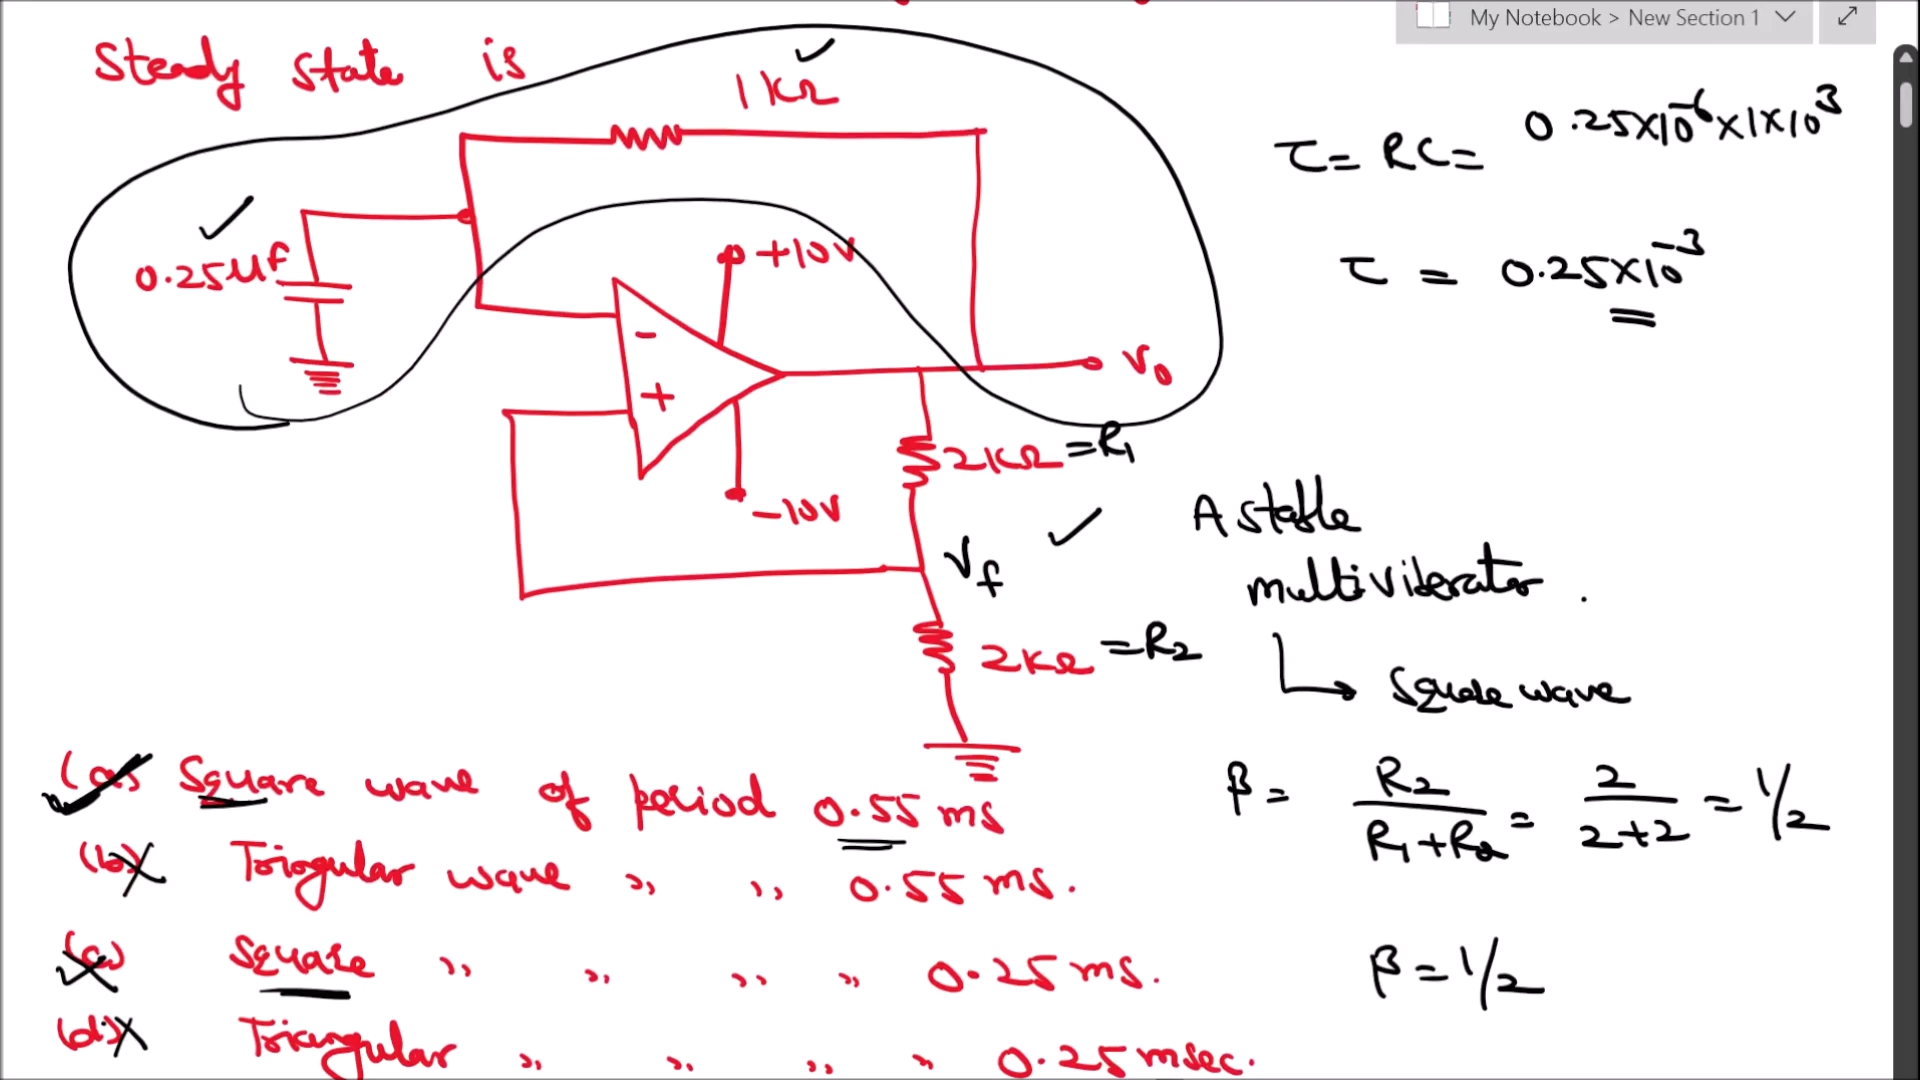 My Notebook > New Section 1
Steady state is
1KΩ
τ = RC = 0.25×10⁻⁶×1×10³
0.25μf
+10V
τ = 0.25×10⁻³
-
+
Vo
2KΩ =R₁
-10V
Vf
Astable
multivibrator .
2KΩ =R₂
Square wave
(a) Square wave of period 0.55 ms
β = R₂/(R₁+R₂) = 2/(2+2) = 1/2
(b) Triangular wave ,, ,, 0.55 ms.
(c) Square ,, ,, ,, ,, 0.25 ms.
β = 1/2
(d) Triangular ,, ,, ,, ,, 0.25 msec.